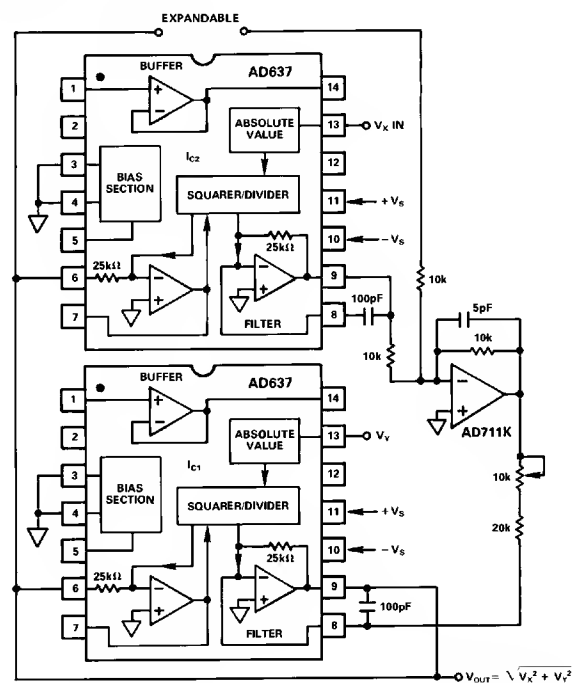 EXPANDABLE
BUFFER
AD637
1
14
2
ABSOLUTE
VALUE
13
VX IN
3
BIAS
SECTION
IC2
12
4
SQUARER/DIVIDER
11
+VS
5
25kΩ
10
−VS
6
25kΩ
9
10k
7
FILTER
8
100pF
5pF
10k
10k
AD711K
BUFFER
AD637
1
14
2
ABSOLUTE
VALUE
13
VY
3
BIAS
SECTION
IC1
12
10k
4
SQUARER/DIVIDER
11
+VS
20k
5
25kΩ
10
−VS
6
25kΩ
9
100pF
7
FILTER
8
VOUT = √VX² + VY²